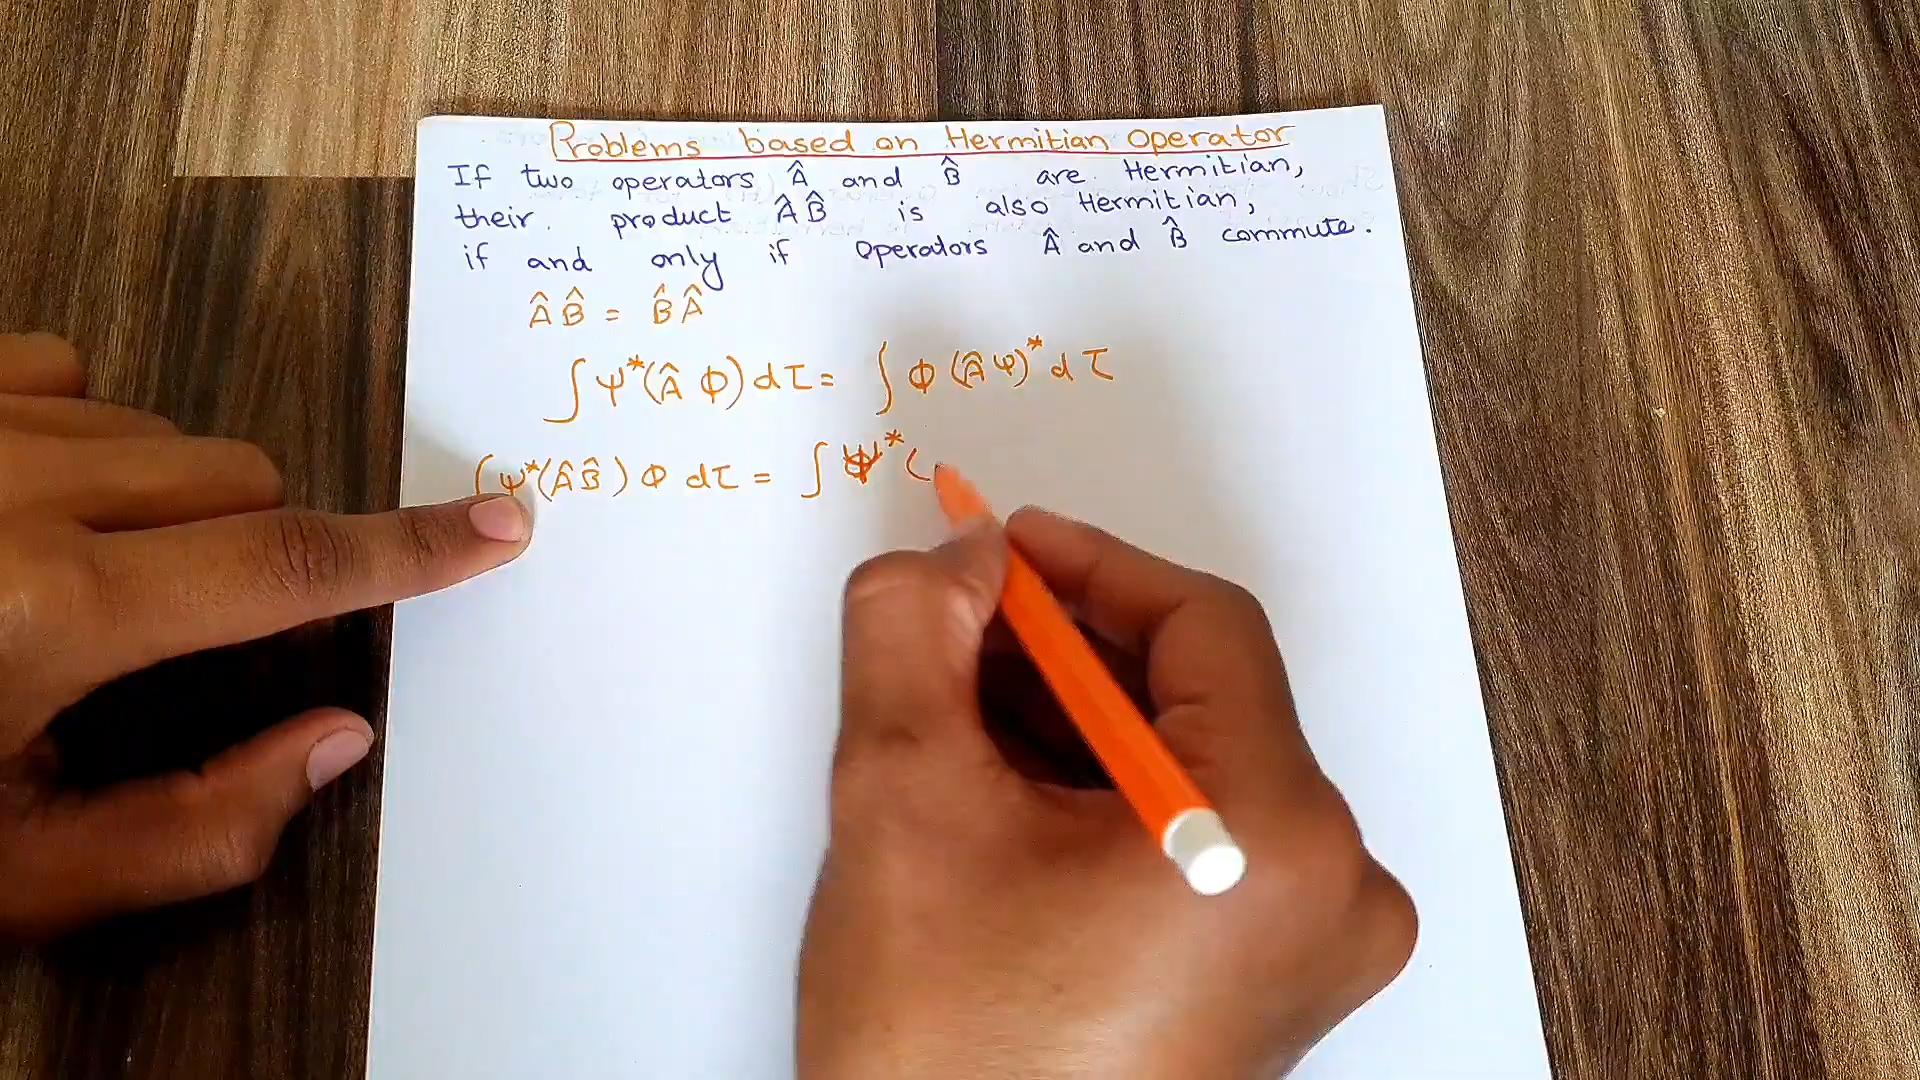 Problems based on Hermitian Operator
If two operators Â and B̂ are Hermitian,
their product ÂB̂ is also Hermitian,
if and only if operators Â and B̂ commute.
ÂB̂ = B̂Â
∫ψ*(Âφ)dτ = ∫φ(Âψ)*dτ
∫ψ*(ÂB̂)φ dτ = ∫ψ*(